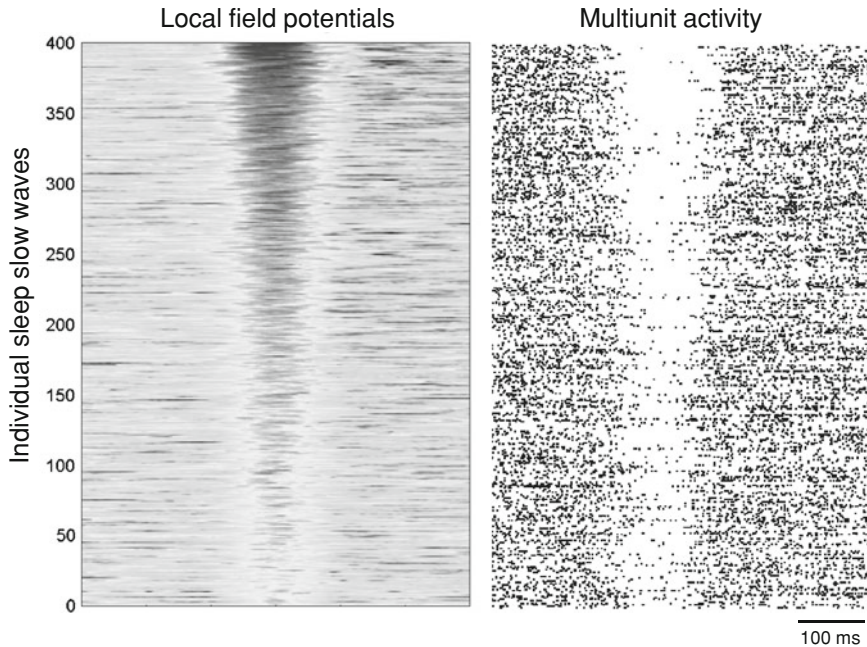 Local field potentials
Multiunit activity
Individual sleep slow waves
400
350
300
250
200
150
100
50
0
100 ms